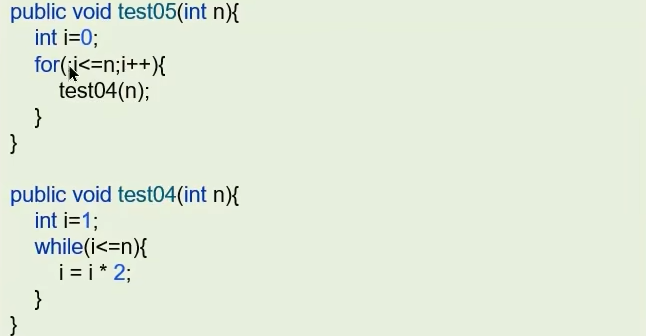 public void test05(int n){
int i=0;
for(;i<=n;i++){
test04(n);
}
}
public void test04(int n){
int i=1;
while(i<=n){
i = i * 2;
}
}